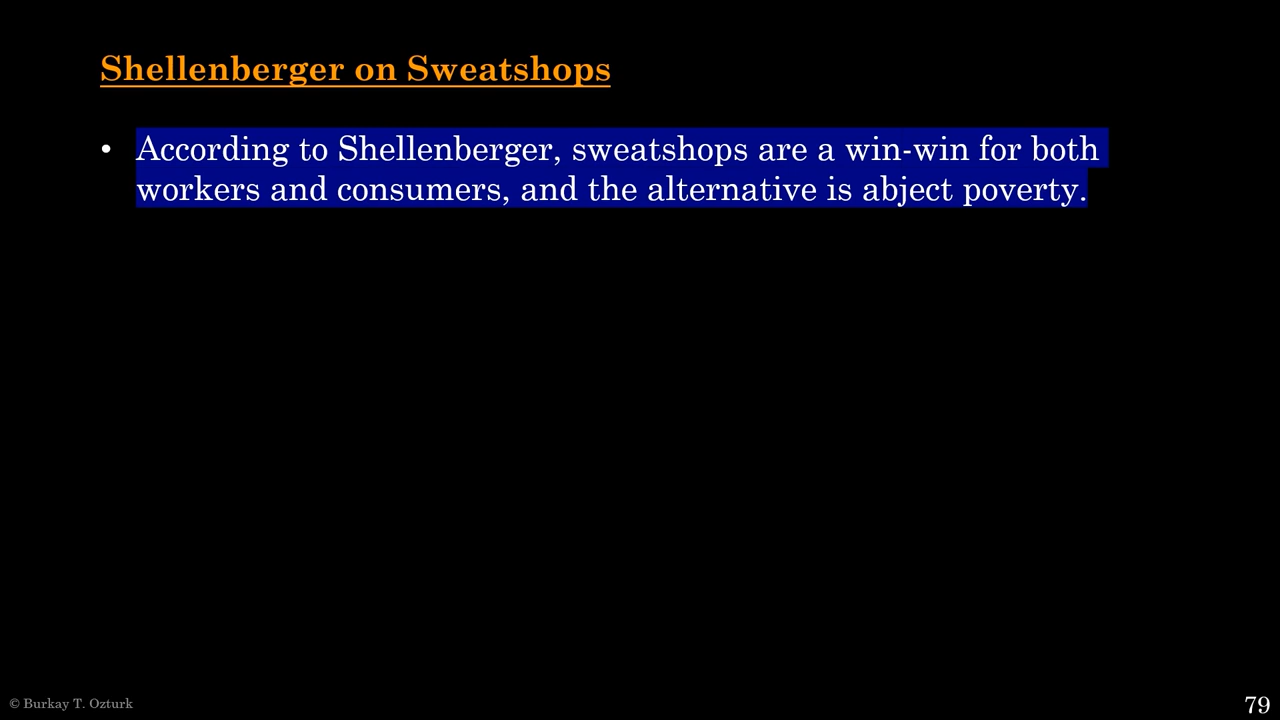 Shellenberger on Sweatshops
• According to Shellenberger, sweatshops are a win-win for both
workers and consumers, and the alternative is abject poverty.
© Burkay T. Ozturk
79